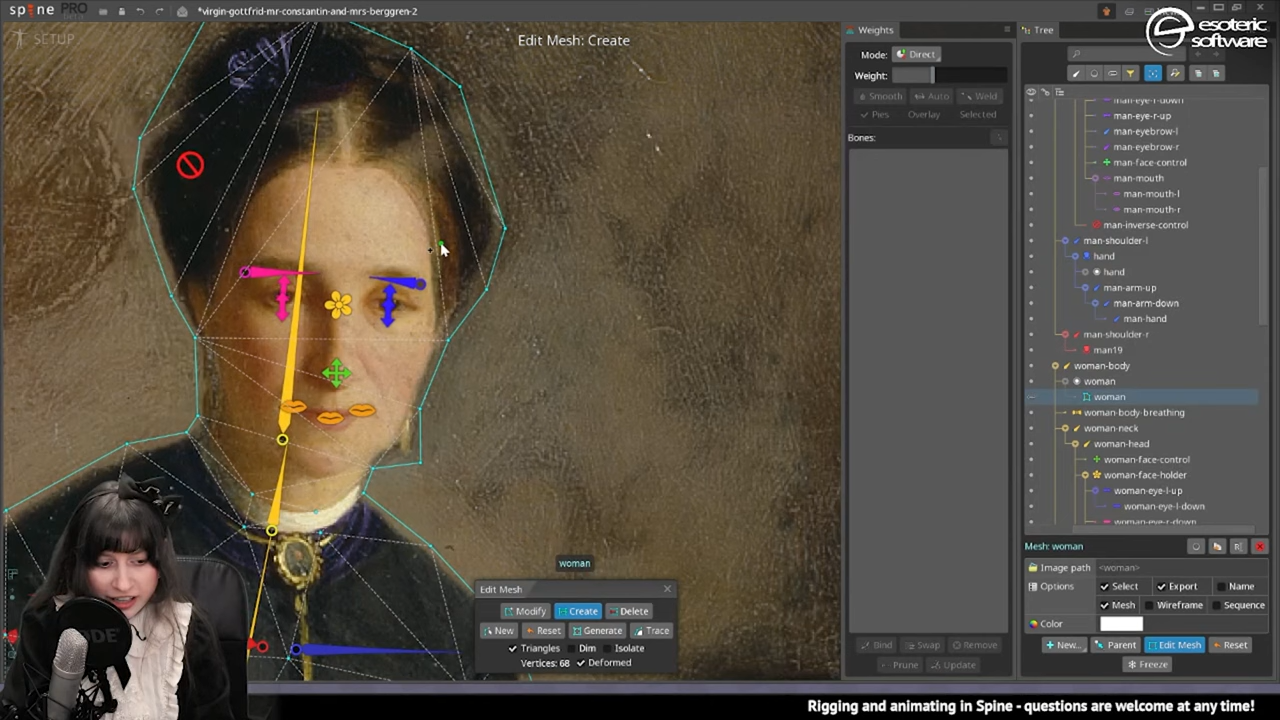 spine PRO
beta
*virgin-gottfrid-mr-constantin-and-mrs-berggren-2
SETUP
Edit Mesh: Create
esoteric
software
Weights
Mode: Direct
Weight:
Smooth Auto Weld
Pies Overlay Selected
Bones:
Bind Swap Remove
Prune Update
Tree
man-eye-r-down
man-eye-r-up
man-eyebrow-l
man-eyebrow-r
man-face-control
man-mouth
man-mouth-l
man-mouth-r
man-inverse-control
man-shoulder-l
hand
hand
man-arm-up
man-arm-down
man-hand
man-shoulder-r
man19
woman-body
woman
woman
woman-body-breathing
woman-neck
woman-head
woman-face-control
woman-face-holder
woman-eye-l-up
woman-eye-l-down
woman-eye-r-down
Mesh: woman
Image path <woman>
Options Select Export Name
Mesh Wireframe Sequence
Color
New... Parent Edit Mesh Reset
Freeze
woman
Edit Mesh
Modify Create Delete
New Reset Generate Trace
Triangles Dim Isolate
Vertices: 68 Deformed
RØDE
Rigging and animating in Spine - questions are welcome at any time!